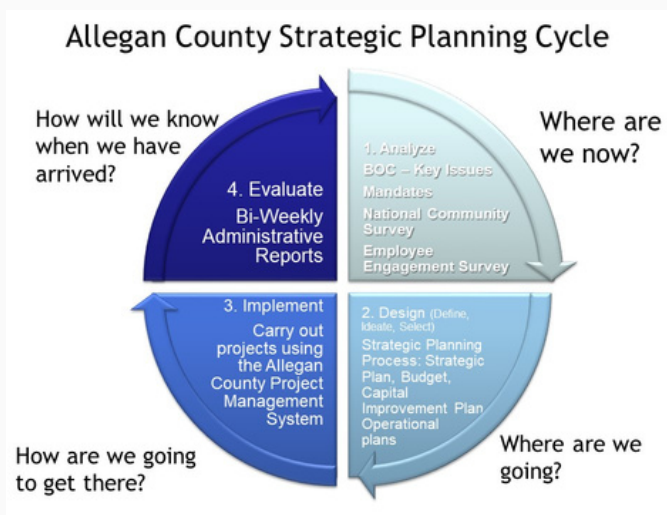 Allegan County Strategic Planning Cycle
How will we know
when we have
arrived?
4. Evaluate
Bi-Weekly
Administrative
Reports
1. Analyze
BOC – Key Issues
Mandates
National Community
Survey
Employee
Engagement Survey
Where are
we now?
3. Implement
Carry out
projects using
the Allegan
County Project
Management
System
2. Design (Define,
Ideate, Select)
Strategic Planning
Process: Strategic
Plan, Budget,
Capital
Improvement Plan
Operational
plans
How are we going
to get there?
Where are we
going?